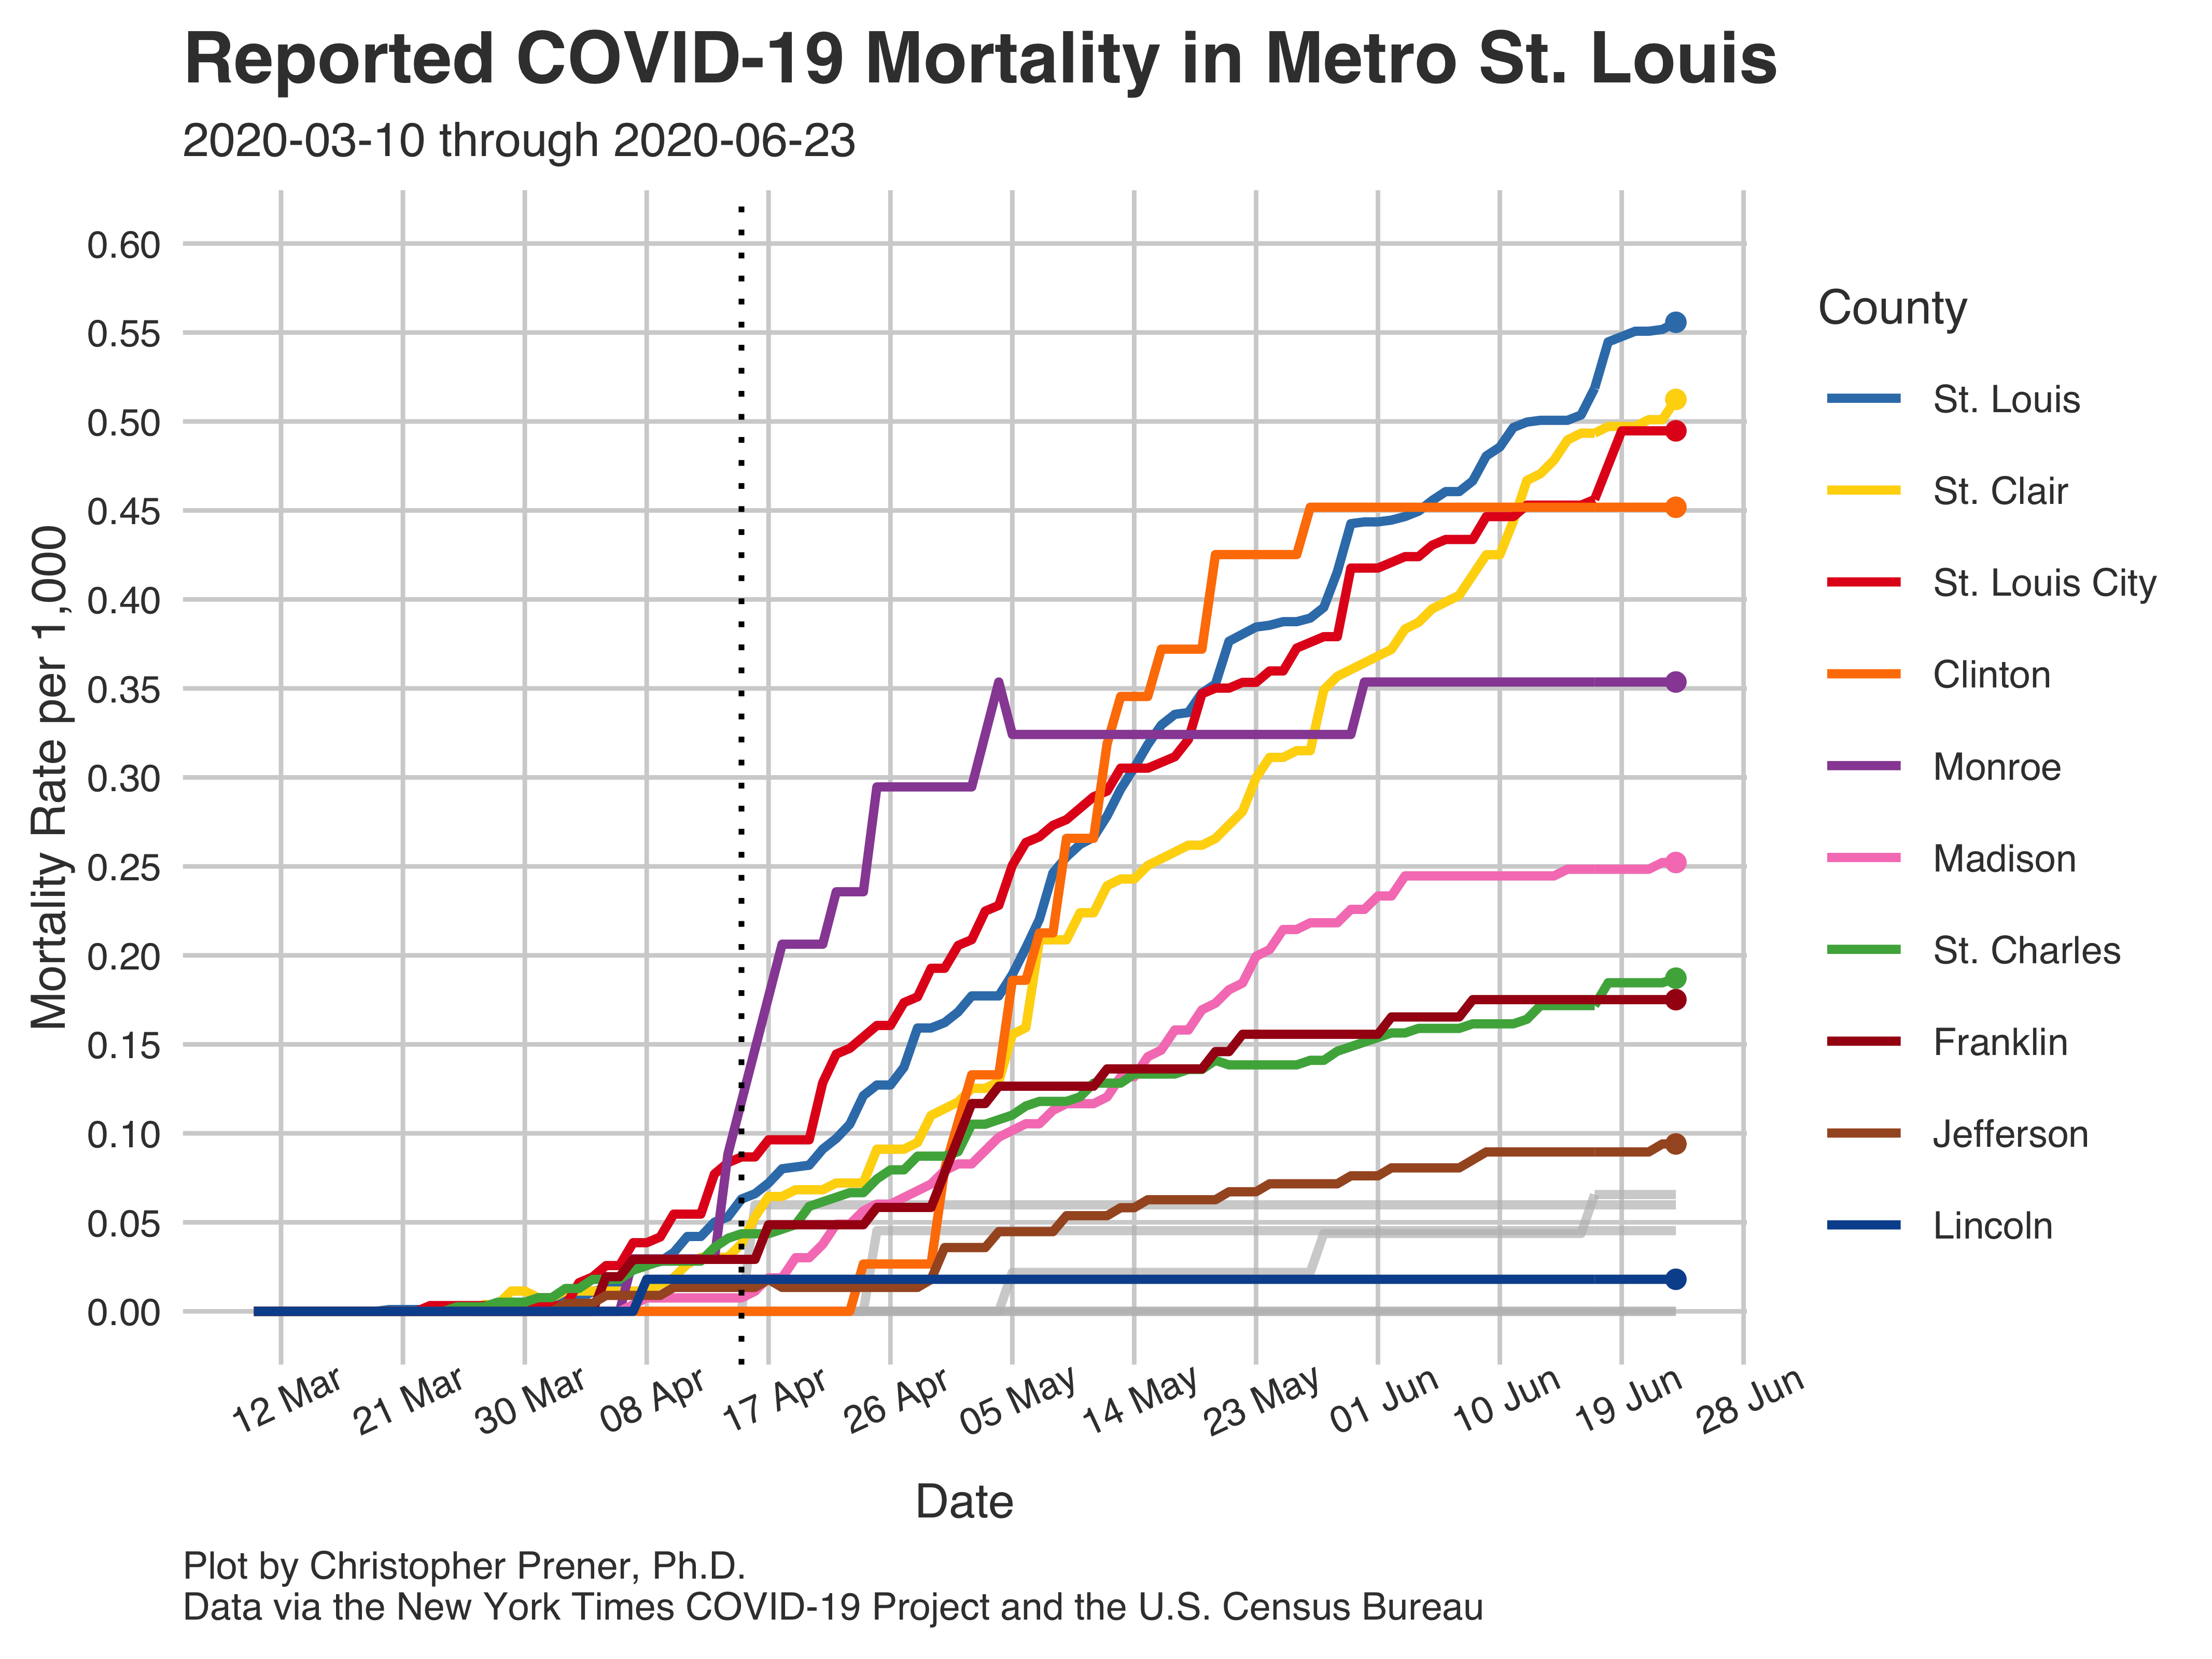 Reported COVID-19 Mortality in Metro St. Louis
2020-03-10 through 2020-06-23
Mortality Rate per 1,000
0.60
0.55
0.50
0.45
0.40
0.35
0.30
0.25
0.20
0.15
0.10
0.05
0.00
12 Mar
21 Mar
30 Mar
08 Apr
17 Apr
26 Apr
05 May
14 May
23 May
01 Jun
10 Jun
19 Jun
28 Jun
Date
County
St. Louis
St. Clair
St. Louis City
Clinton
Monroe
Madison
St. Charles
Franklin
Jefferson
Lincoln
Plot by Christopher Prener, Ph.D.
Data via the New York Times COVID-19 Project and the U.S. Census Bureau